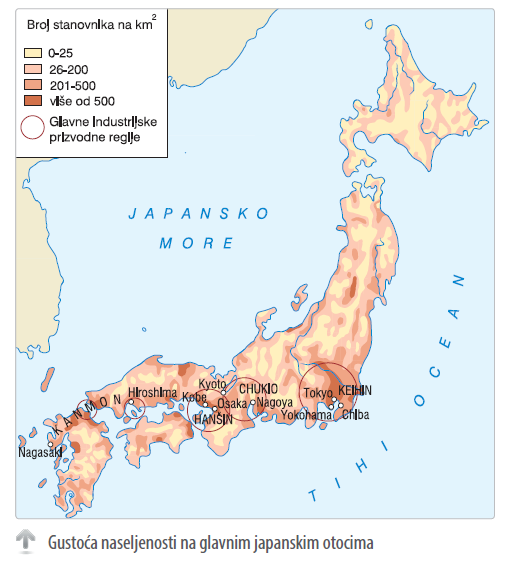 Broj stanovnika na km²
0-25
26-200
201-500
više od 500
Glavne Industrijske
prizvodne regije
JAPANSKO
MORE
TIHI OCEAN
Kyoto
CHUKIO
Tokyo
KEIHIN
Hiroshima
Kobe
Osaka
Nagoya
Yokohama
Chiba
HANSIN
KANMON
Nagasaki
Gustoća naseljenosti na glavnim japanskim otocima